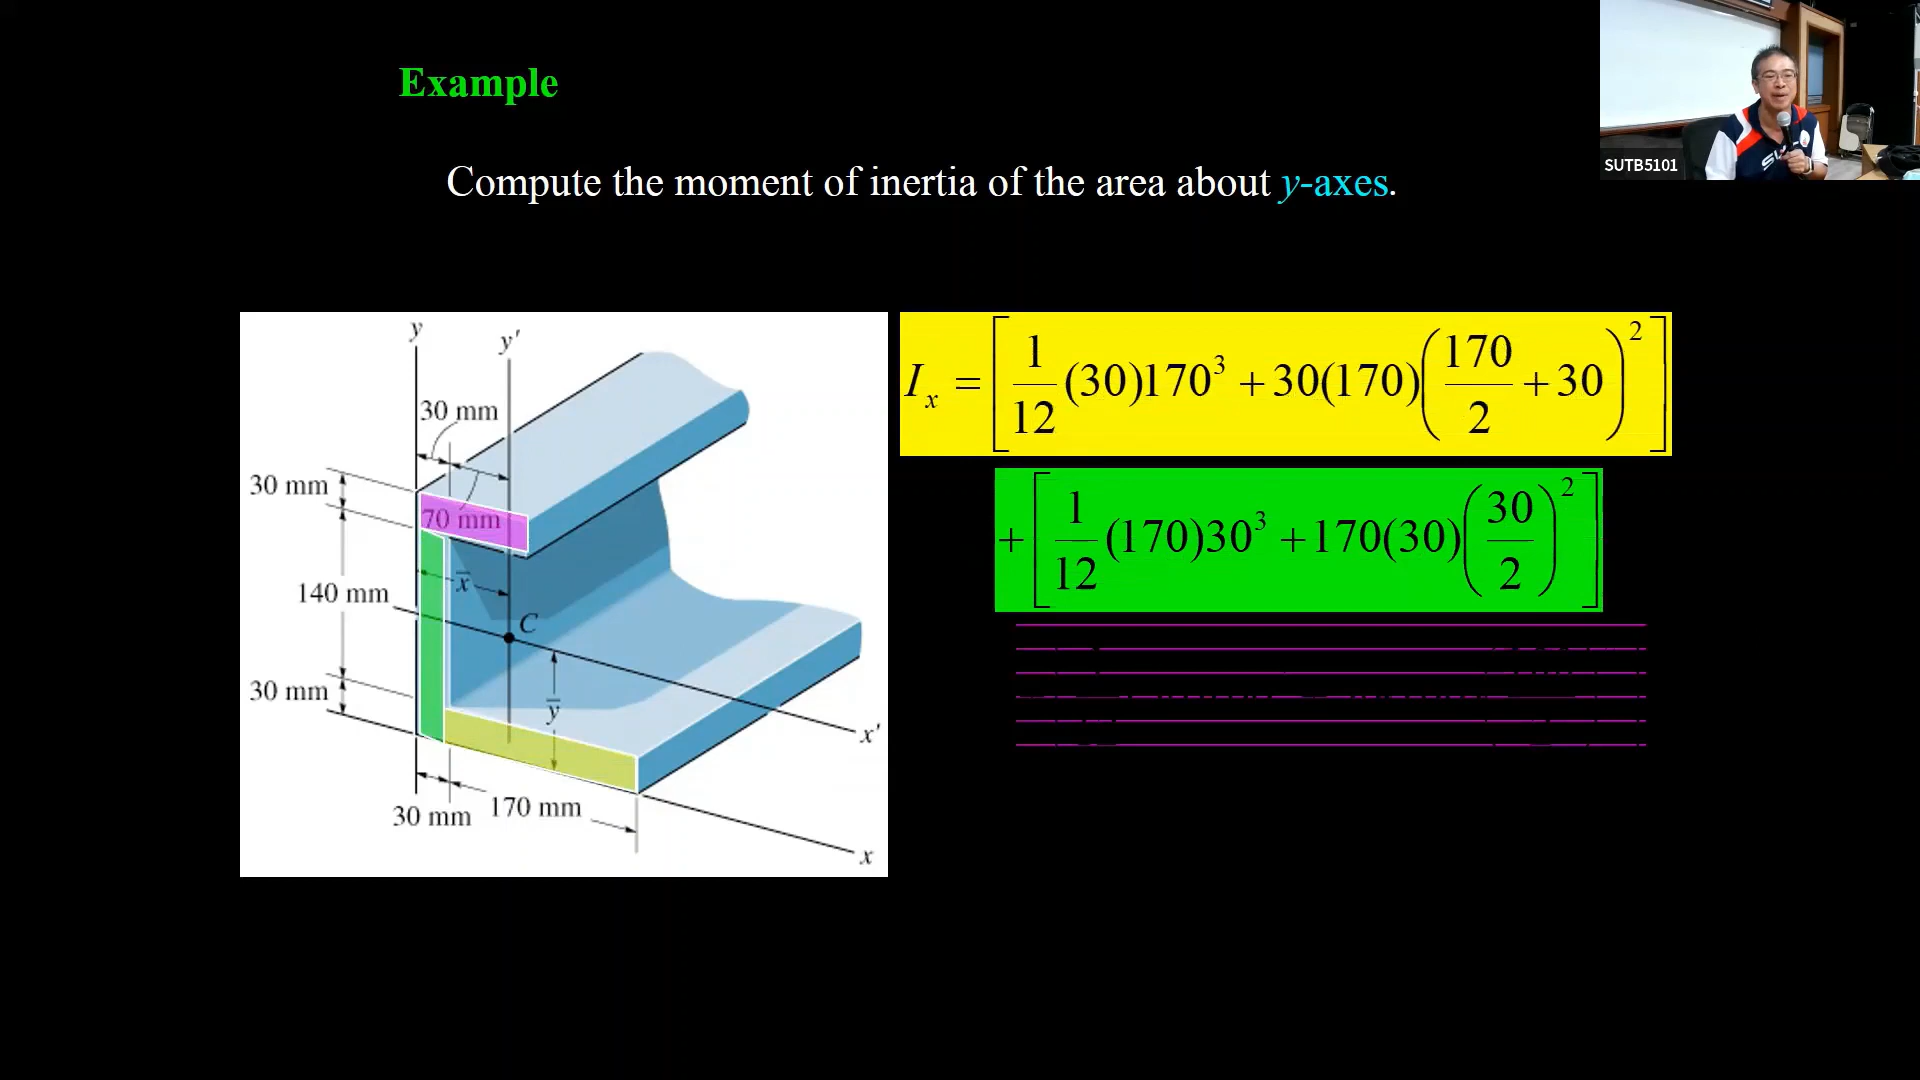 Example
SUTB5101
Compute the moment of inertia of the area about y-axes.
y
y'
30 mm
30 mm
70 mm
x̅
140 mm
C
30 mm
y̅
x'
30 mm
170 mm
x
I_x = [ 1/12 (30)170³ + 30(170)( 170/2 + 30 )² ]
+ [ 1/12 (170)30³ + 170(30)( 30/2 )² ]